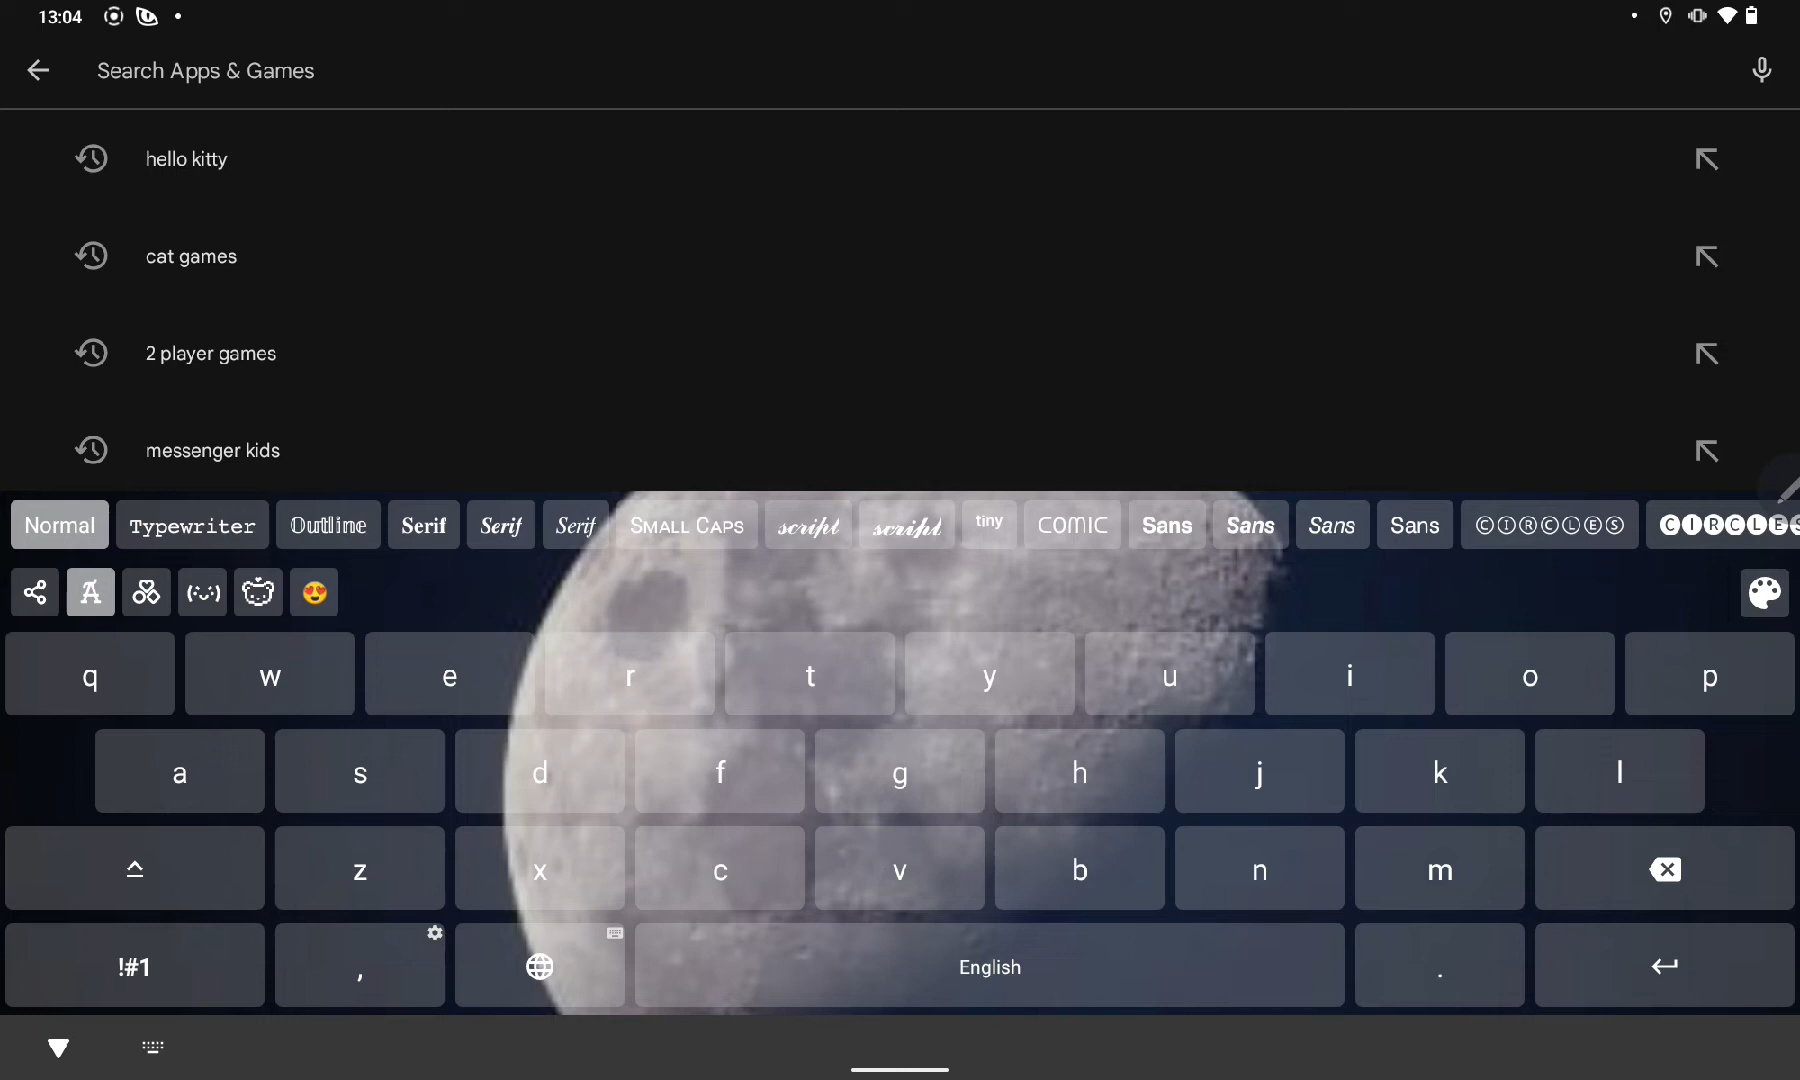 13:04
Search Apps & Games
hello kitty
cat games
2 player games
messenger kids
Normal Typewriter Outline Serif Serif Serif SMALL CAPS script script tiny COMIC Sans Sans Sans Sans CIRCLES CIRCLES
q w e r t y u i o p
a s d f g h j k l
z x c v b n m
!#1 , English .